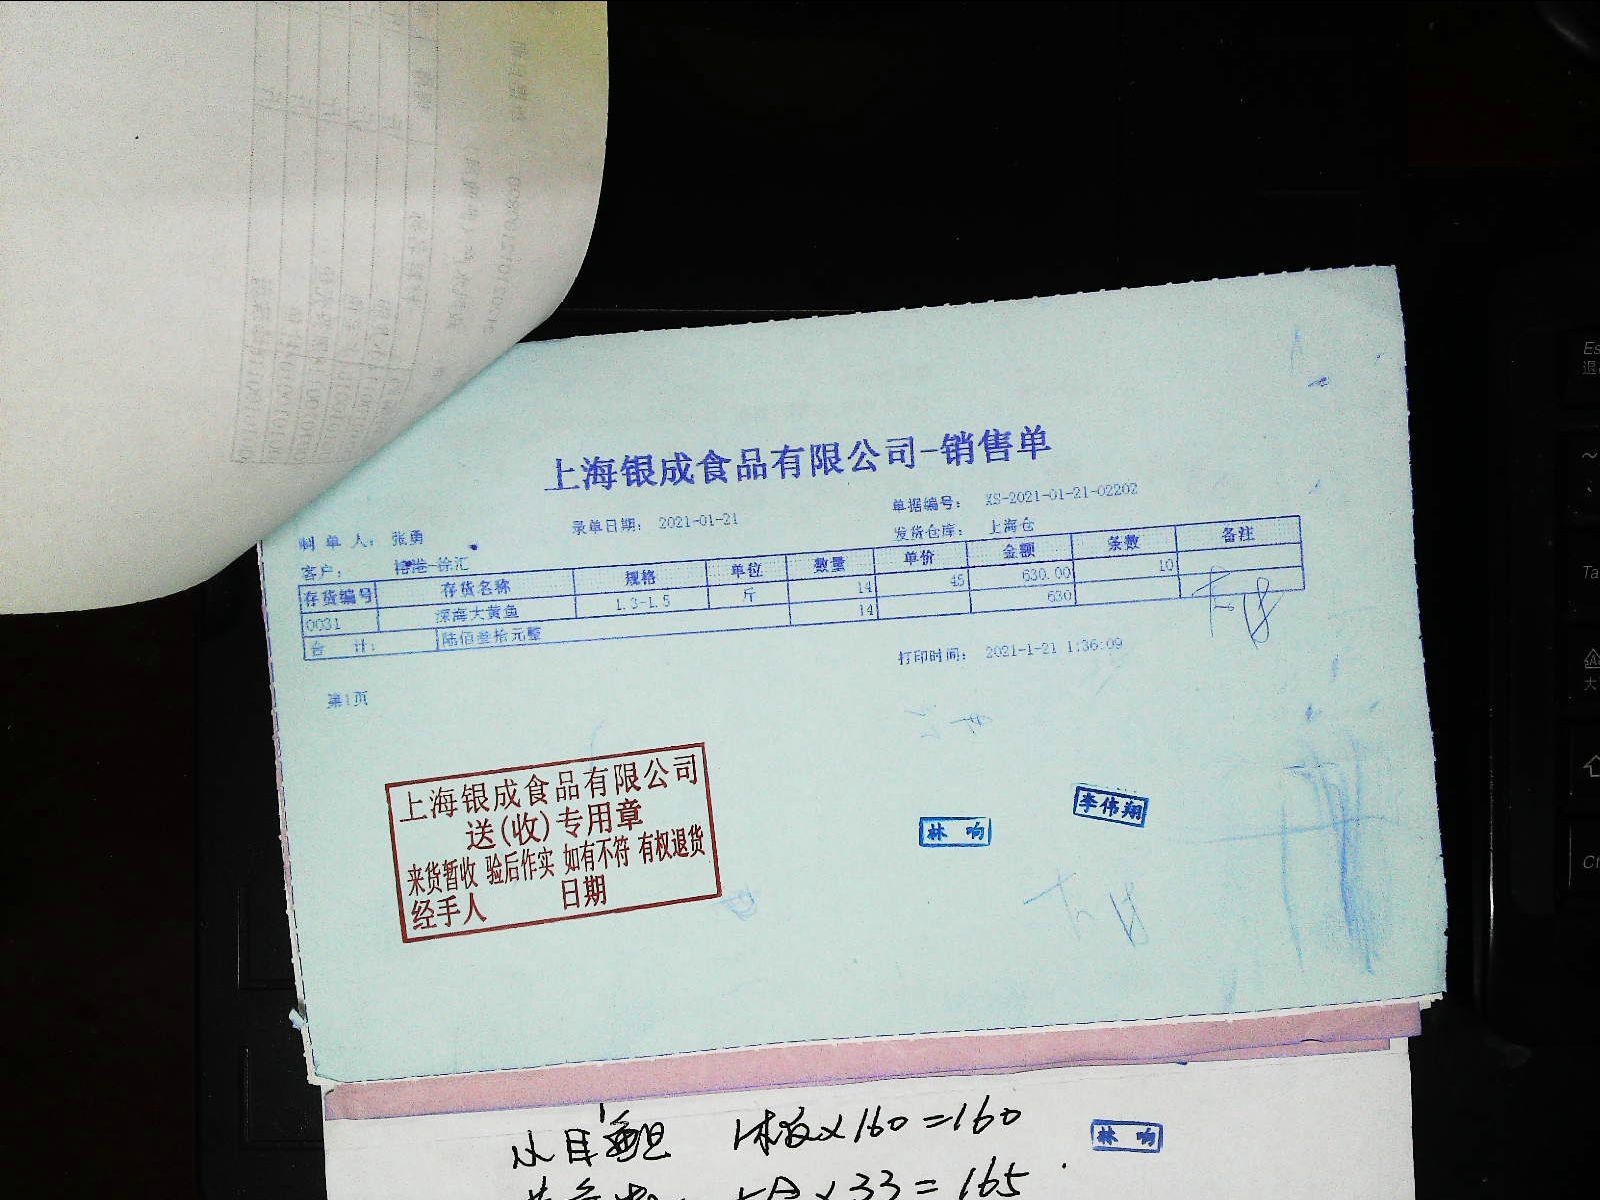 上海银成食品有限公司-销售单
制单人： 张勇 录单日期： 2021-01-21 单据编号： XS-2021-01-21-02202
客户： 徐汇 发货仓库： 上海仓
存货编号 存货名称 规格 单位 数量 单价 金额 条数 备注
0031 深海大黄鱼 1.3-1.5 斤 14 45 630.00 10
合 计： 陆佰叁拾元整 14 630
打印时间： 2021-1-21 1:36:09
第1页
上海银成食品有限公司
送(收)专用章
来货暂收 验后作实 如有不符 有权退货
经手人 日期
林响
李伟翔
x160=160
林响
x33=165